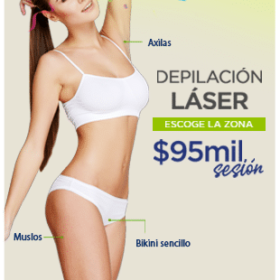 Axilas
DEPILACIÓN
LÁSER
ESCOGE LA ZONA
$95mil
sesión
Muslos
Bikini sencillo